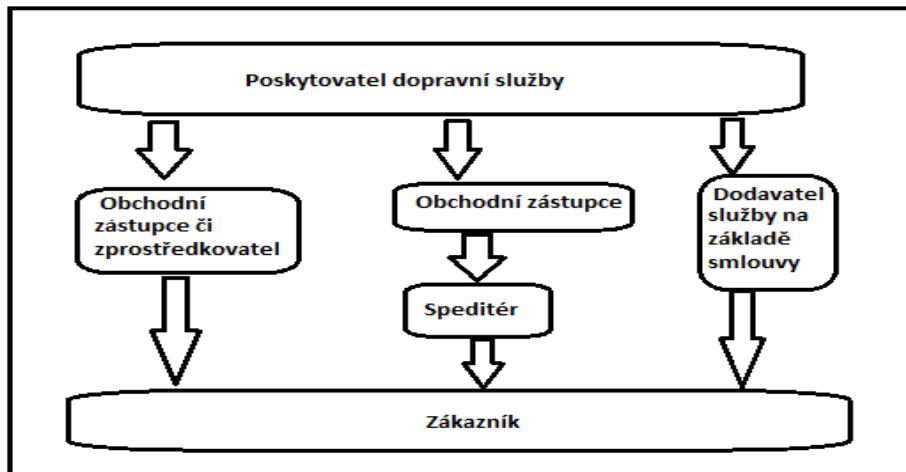 Poskytovatel dopravní služby
Obchodní
zástupce či
zprostředkovatel
Obchodní zástupce
Speditér
Dodavatel
služby na
základě
smlouvy
Zákazník